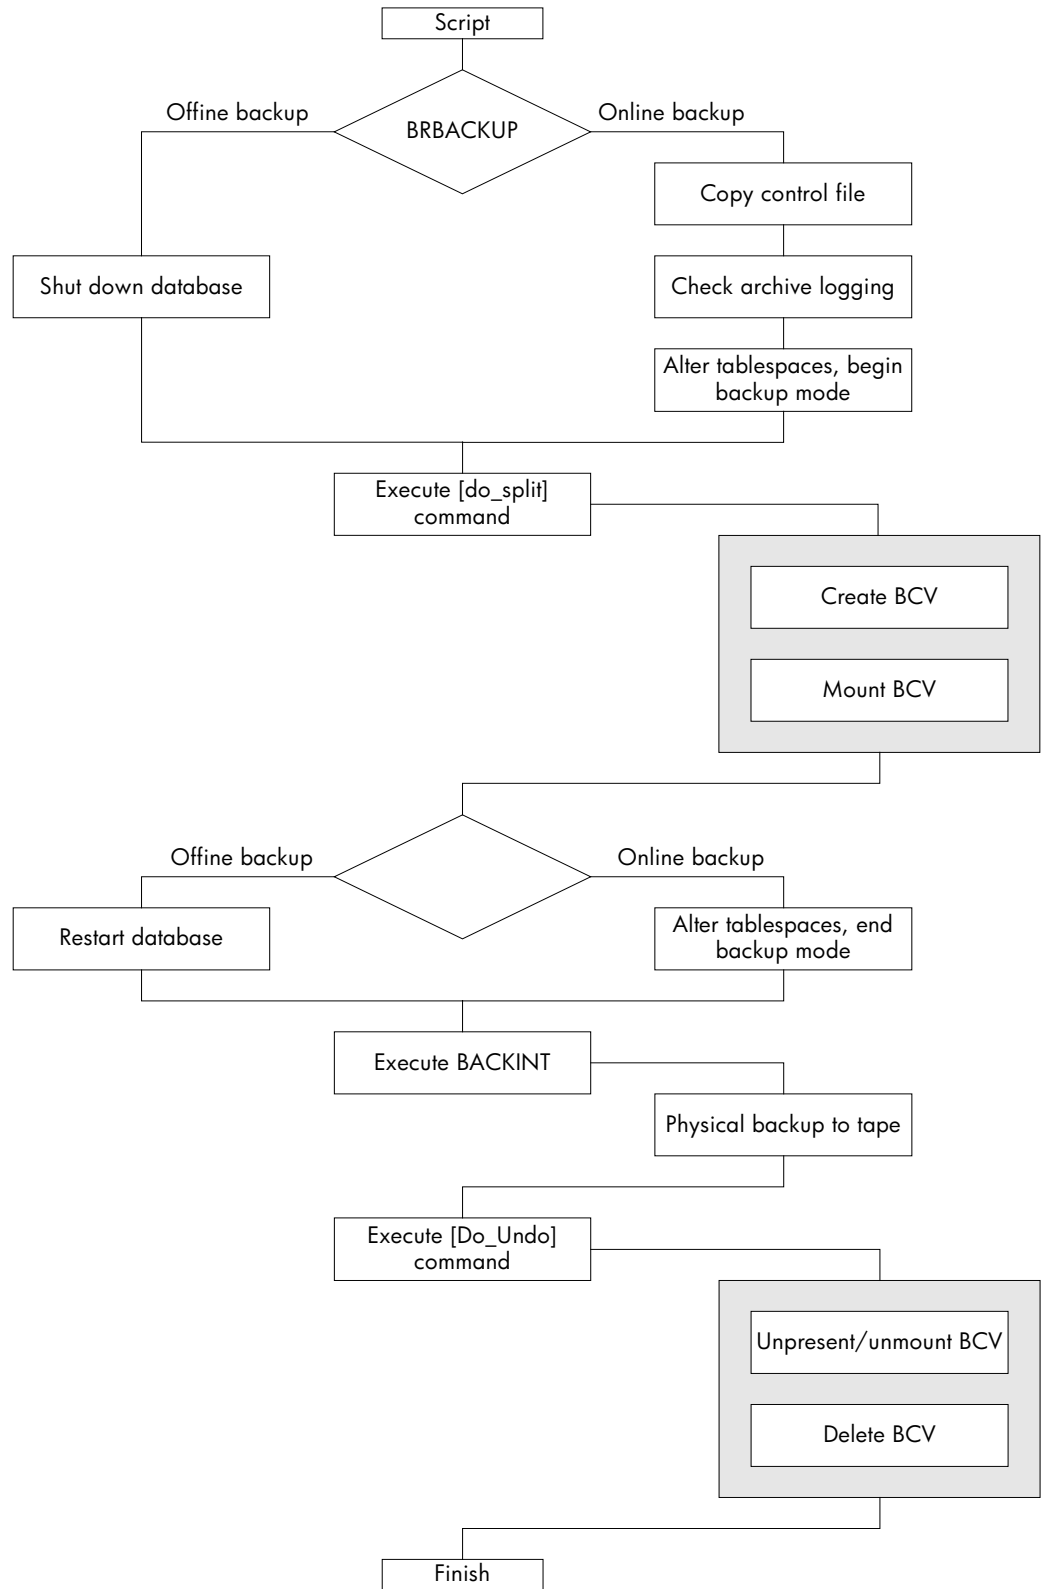 Script
Offine backup
BRBACKUP
Online backup
Copy control file
Shut down database
Check archive logging
Alter tablespaces, begin
backup mode
Execute [do_split]
command
Create BCV
Mount BCV
Offine backup
Online backup
Restart database
Alter tablespaces, end
backup mode
Execute BACKINT
Physical backup to tape
Execute [Do_Undo]
command
Unpresent/unmount BCV
Delete BCV
Finish